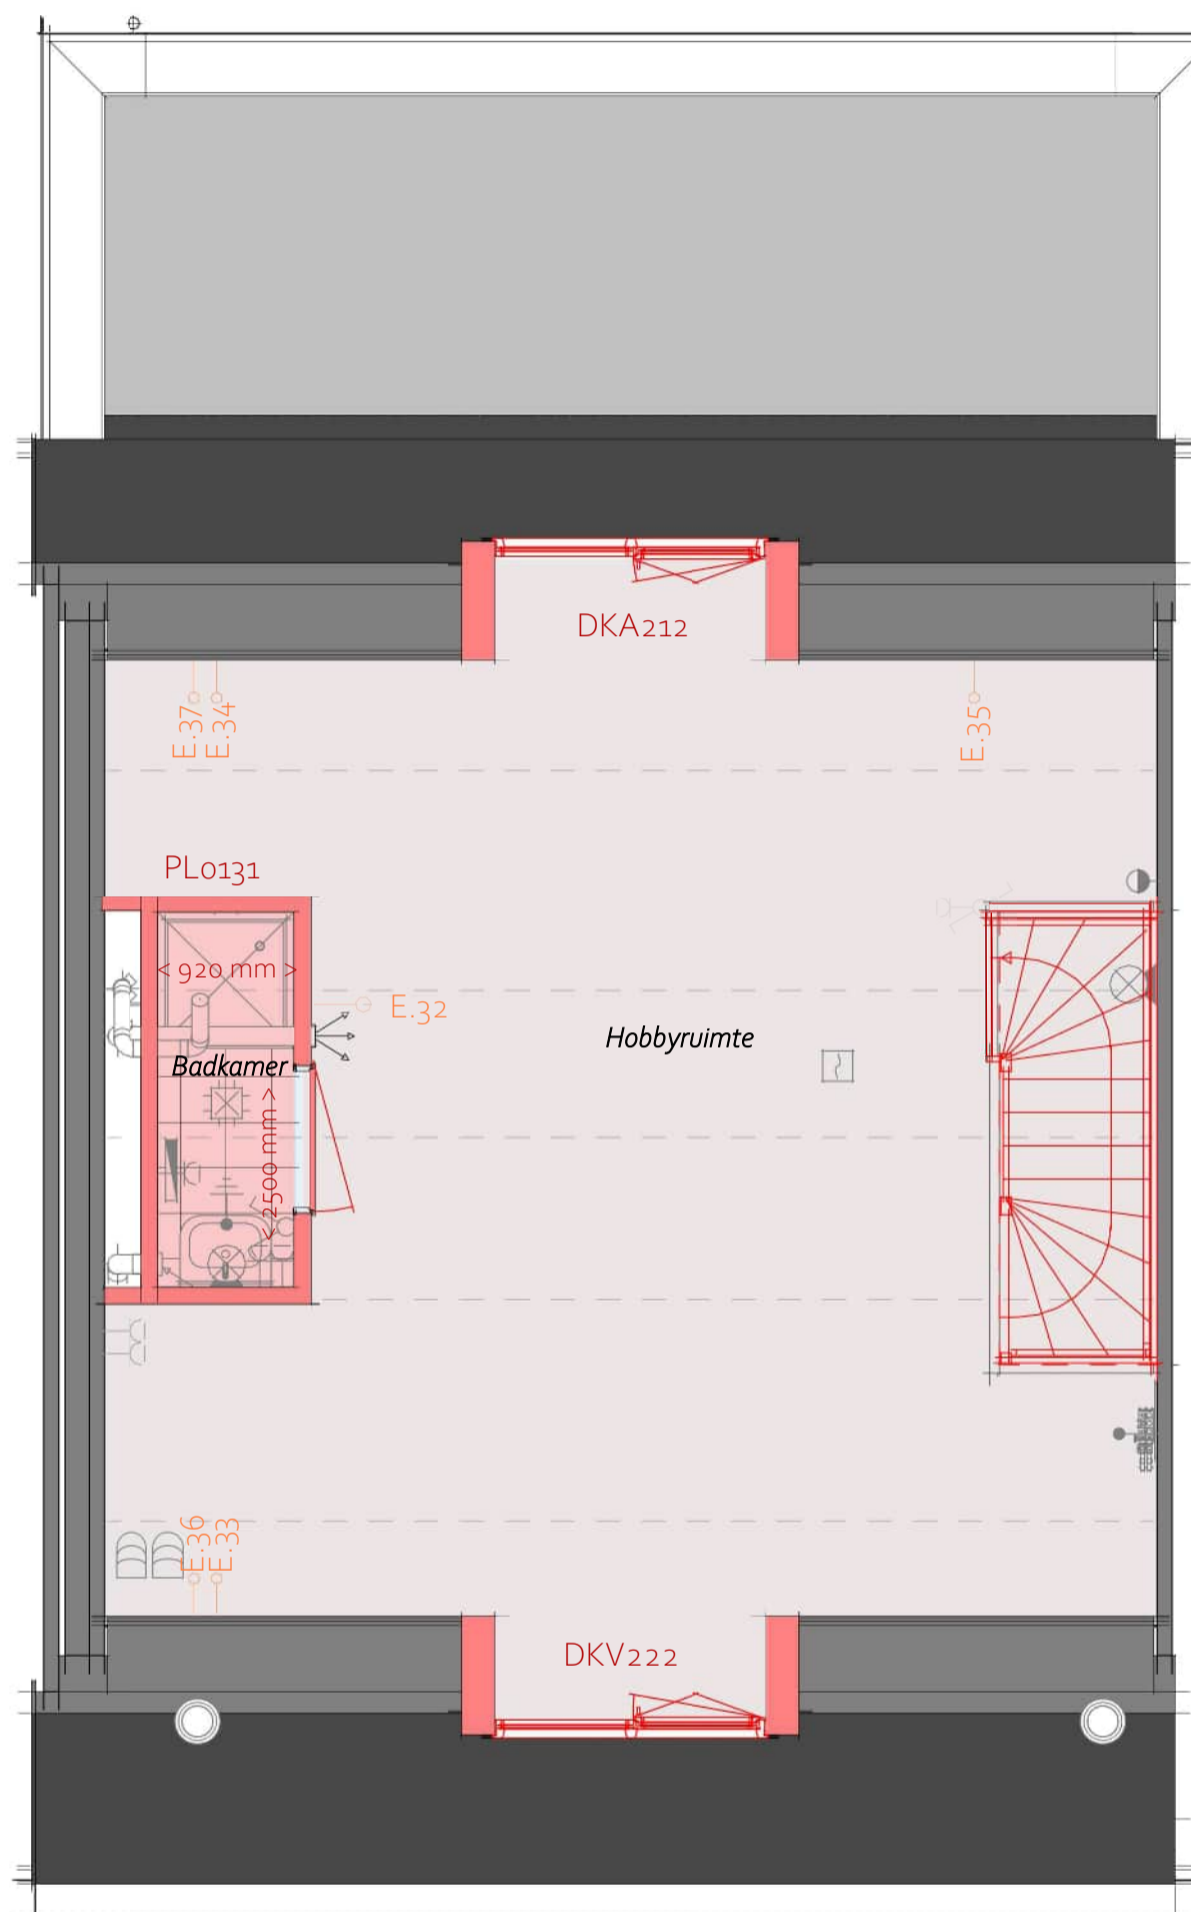 DKA212
E.37
E.34
E.35
PL0131
< 920 mm >
E.32
Hobbyruimte
Badkamer
< 2500 mm >
E.36
E.33
DKV222